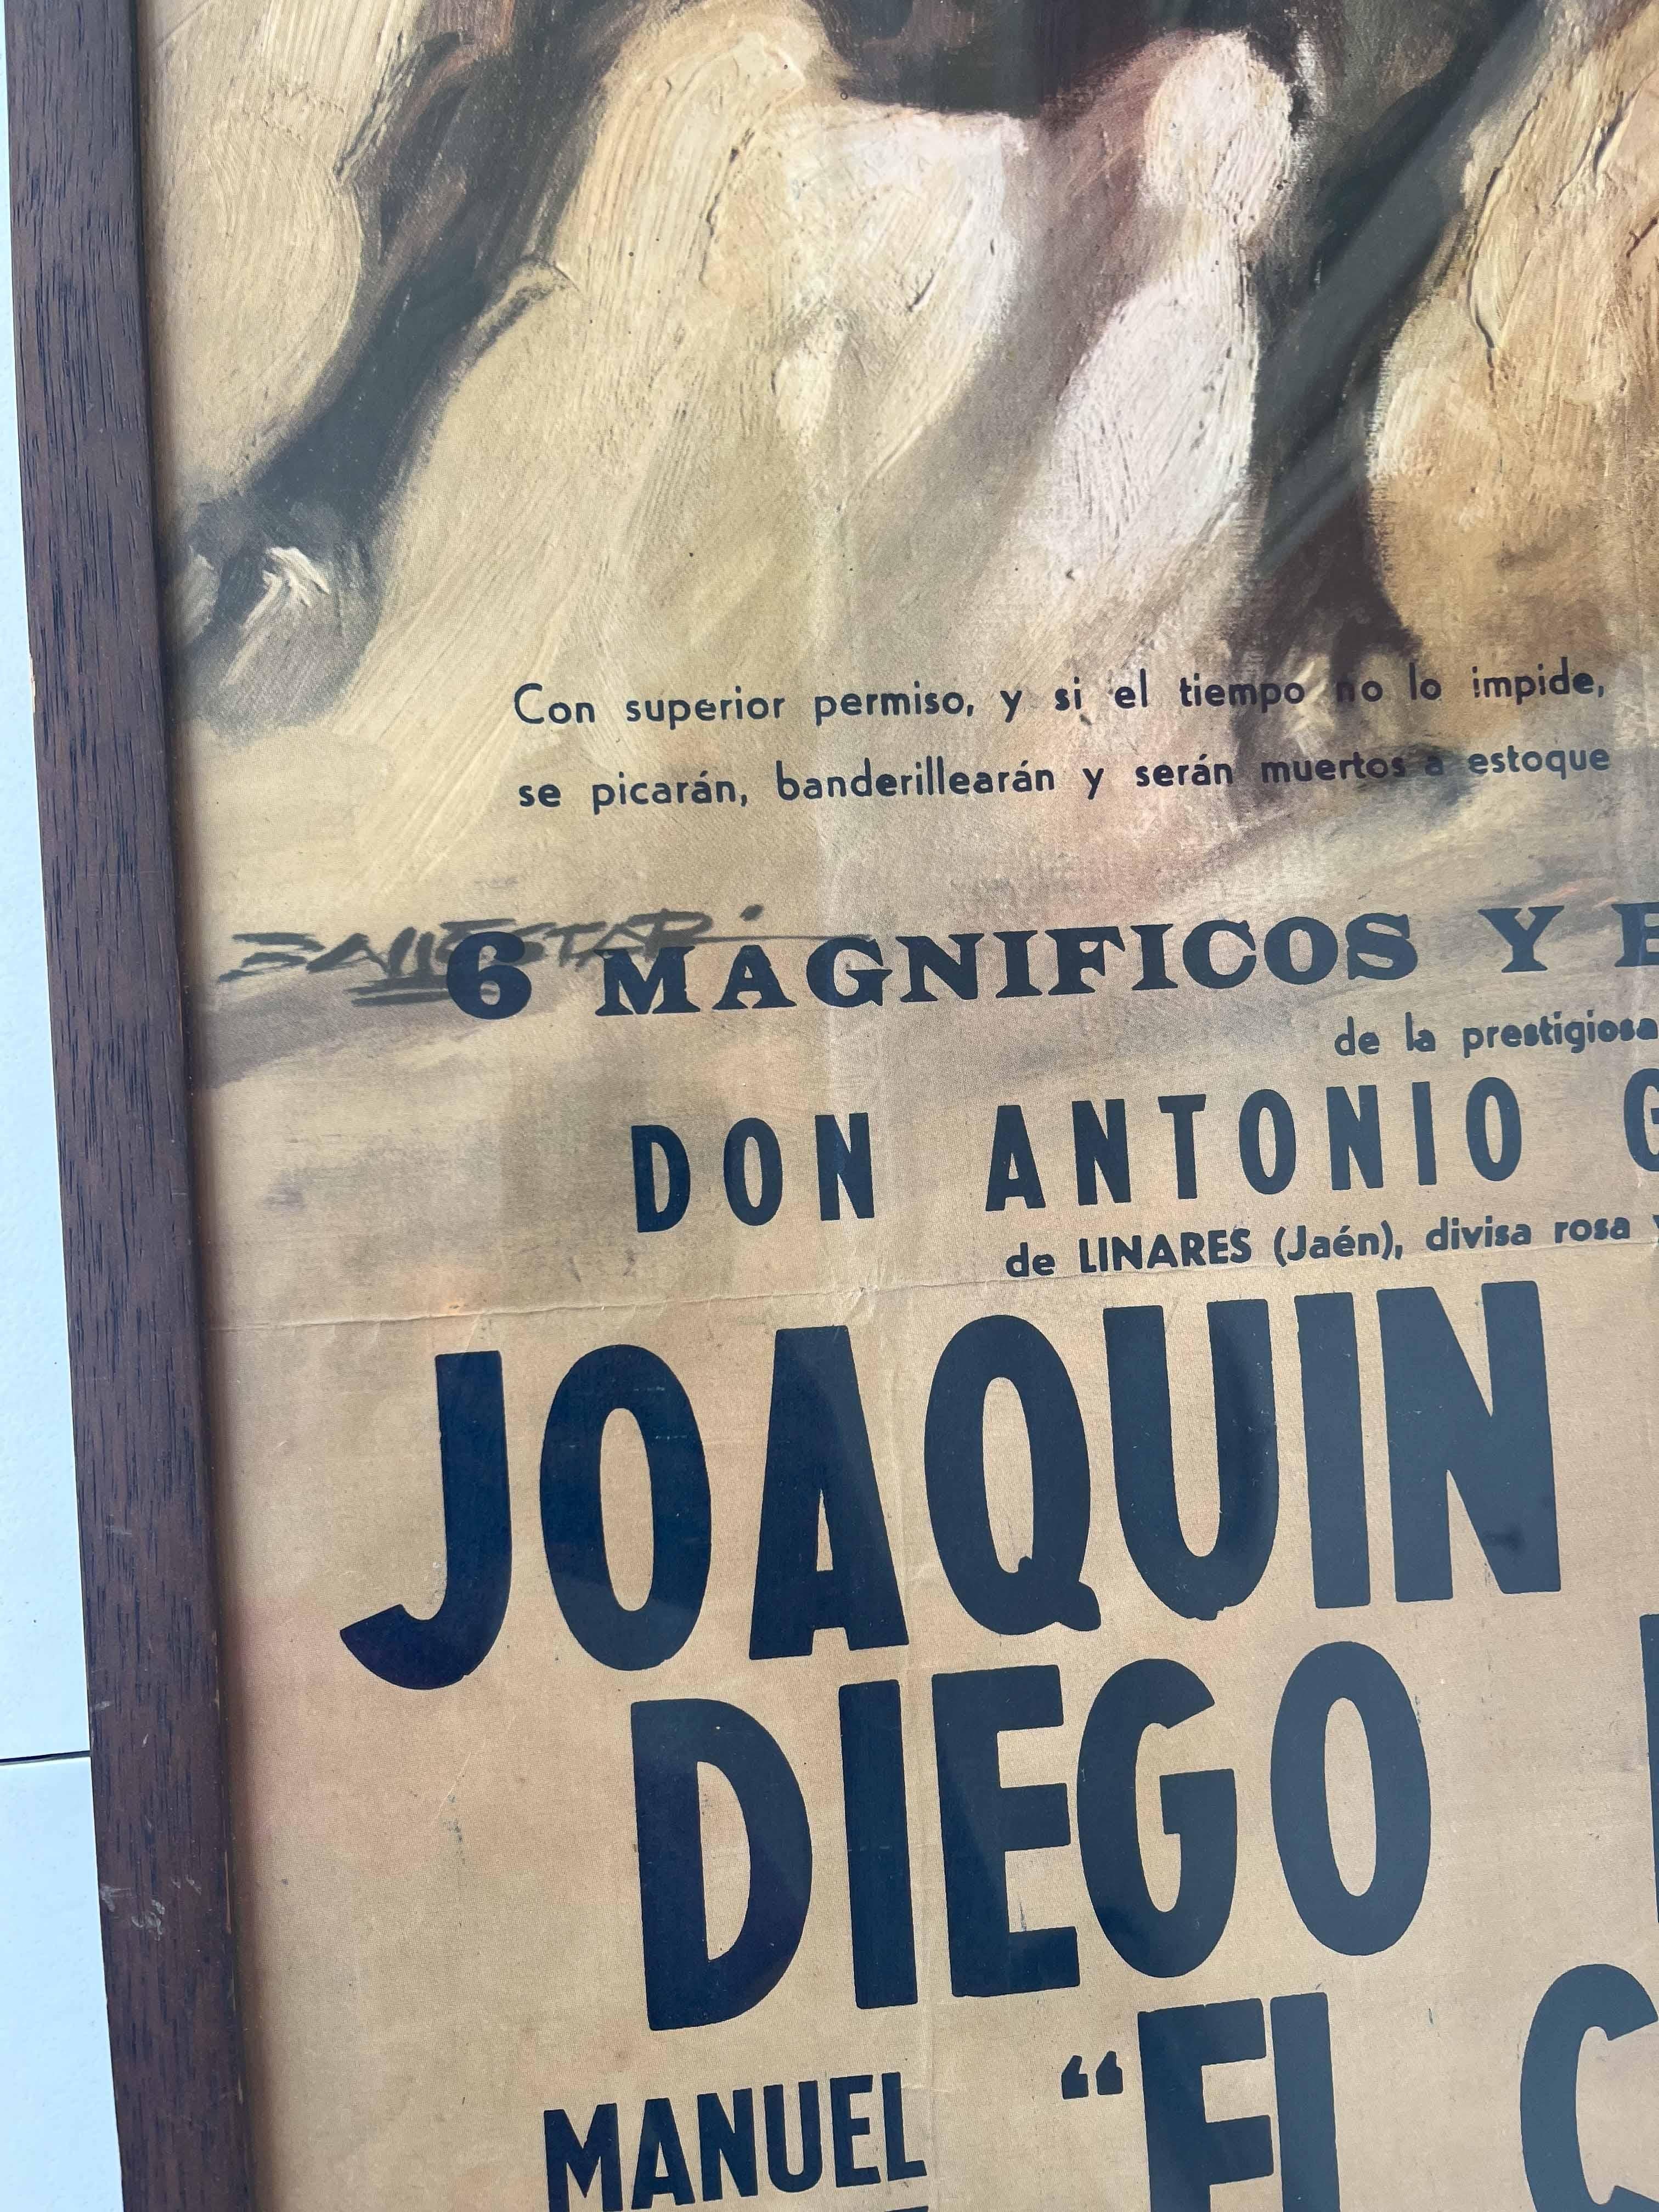 Con superior permiso, y si el tiempo no lo impide,
se picarán, banderillearán y serán muertos a estoque
BALLESTAR
6 MAGNIFICOS Y
de la prestigiosa
DON ANTONIO
de LINARES (Jaén), divisa rosa
JOAQUIN
DIEGO
MANUEL "EL